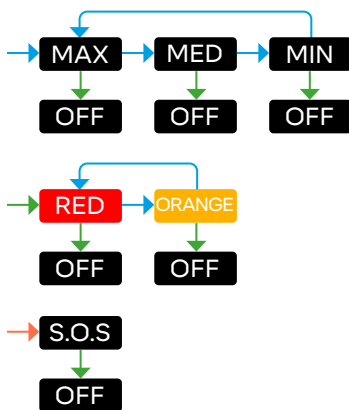 MAX MED MIN
OFF OFF OFF
RED ORANGE
OFF OFF
S.O.S
OFF